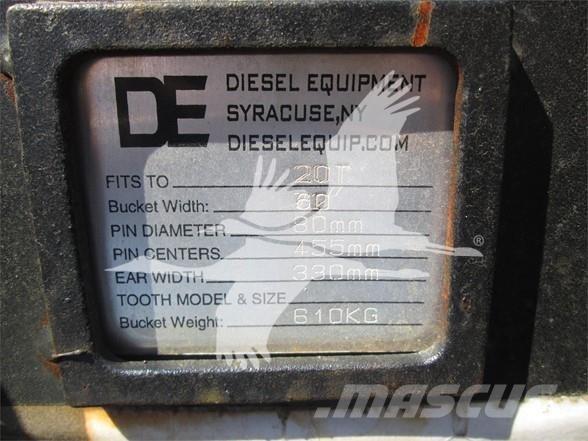 DE
DIESEL EQUIPMENT
SYRACUSE,NY
DIESELEQUIP.COM
FITS TO 20T
Bucket Width: 60"
PIN DIAMETER 80mm
PIN CENTERS 455mm
EAR WIDTH 330mm
TOOTH MODEL & SIZE
Bucket Weight: 610KG
®
MASCUS